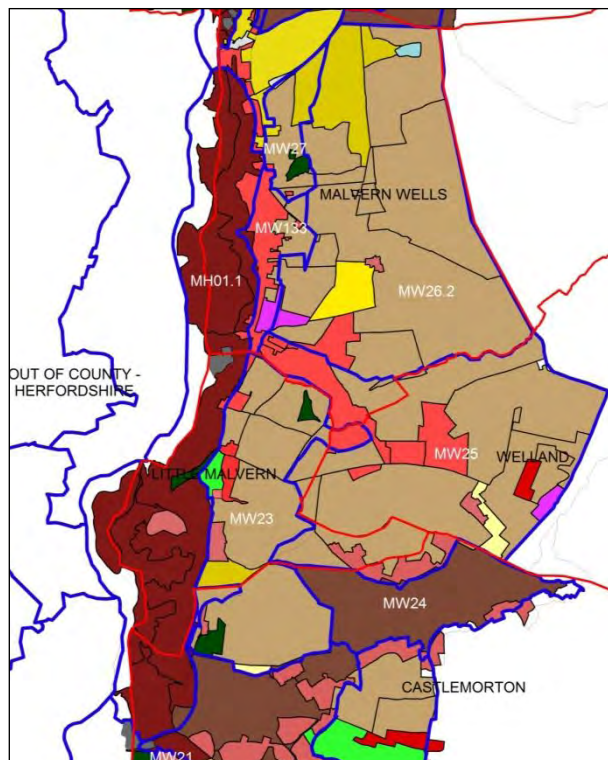 MW27
MALVERN WELLS
MW133
MH01.1
MW26.2
OUT OF COUNTY -
HERFORDSHIRE
MW25
WELLAND
LITTLE MALVERN
MW23
MW24
CASTLEMORTON
MW21